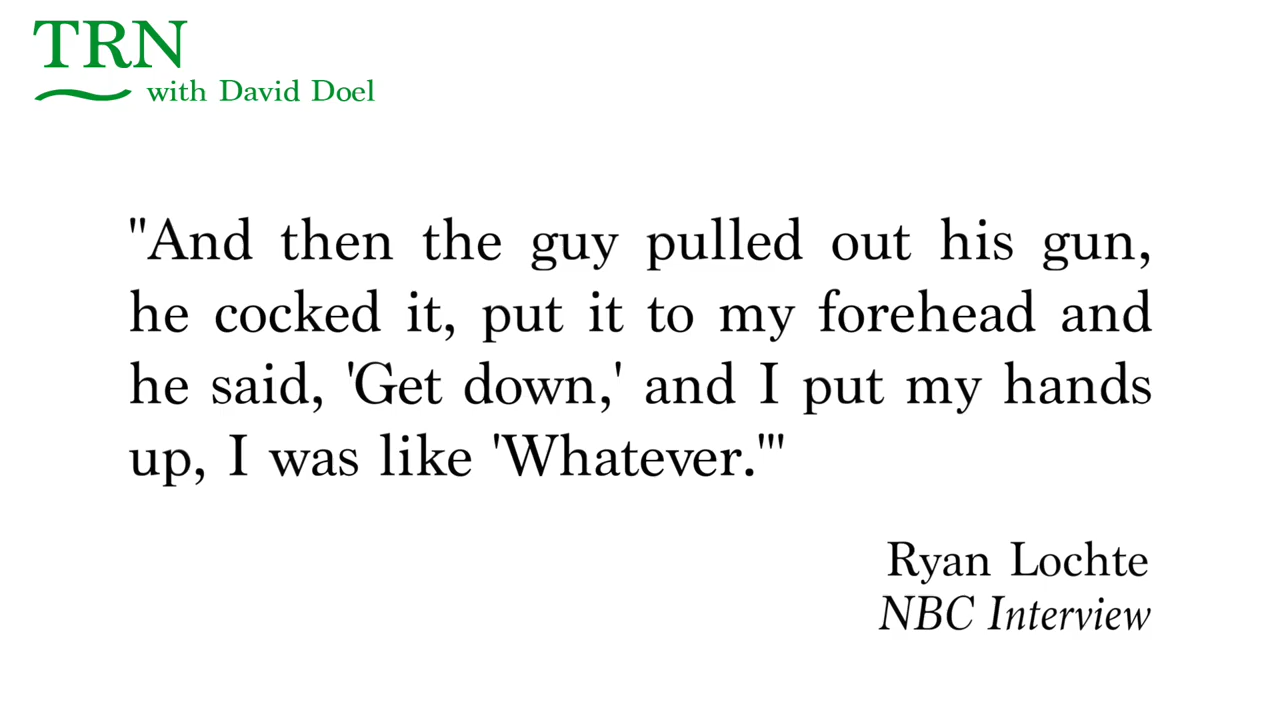 TRN
with David Doel
"And then the guy pulled out his gun,
he cocked it, put it to my forehead and
he said, 'Get down,' and I put my hands
up, I was like 'Whatever.'"
Ryan Lochte
NBC Interview